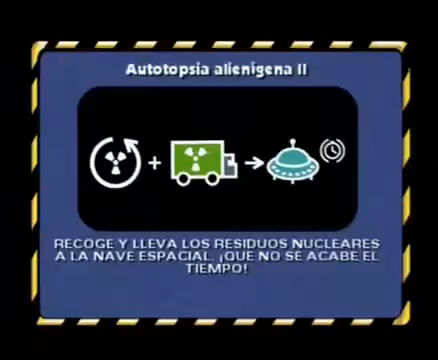 Autotopsia alienígena II
RECOGE Y LLEVA LOS RESIDUOS NUCLEARES
A LA NAVE ESPACIAL. ¡QUE NO SE ACABE EL
TIEMPO!